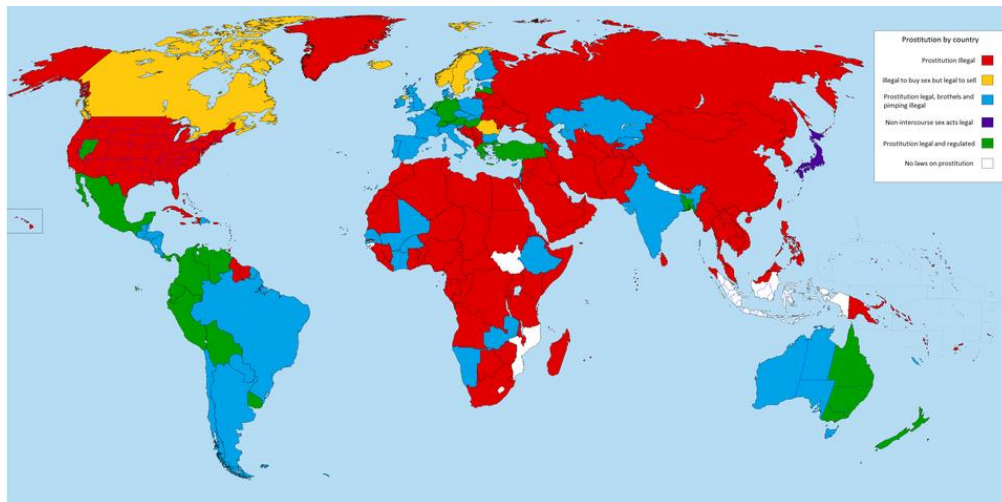 Prostitution by country
Prostitution Illegal
Illegal to buy sex but legal to sell
Prostitution legal, brothels and
pimping illegal
Non-intercourse sex acts legal
Prostitution legal and regulated
No laws on prostitution